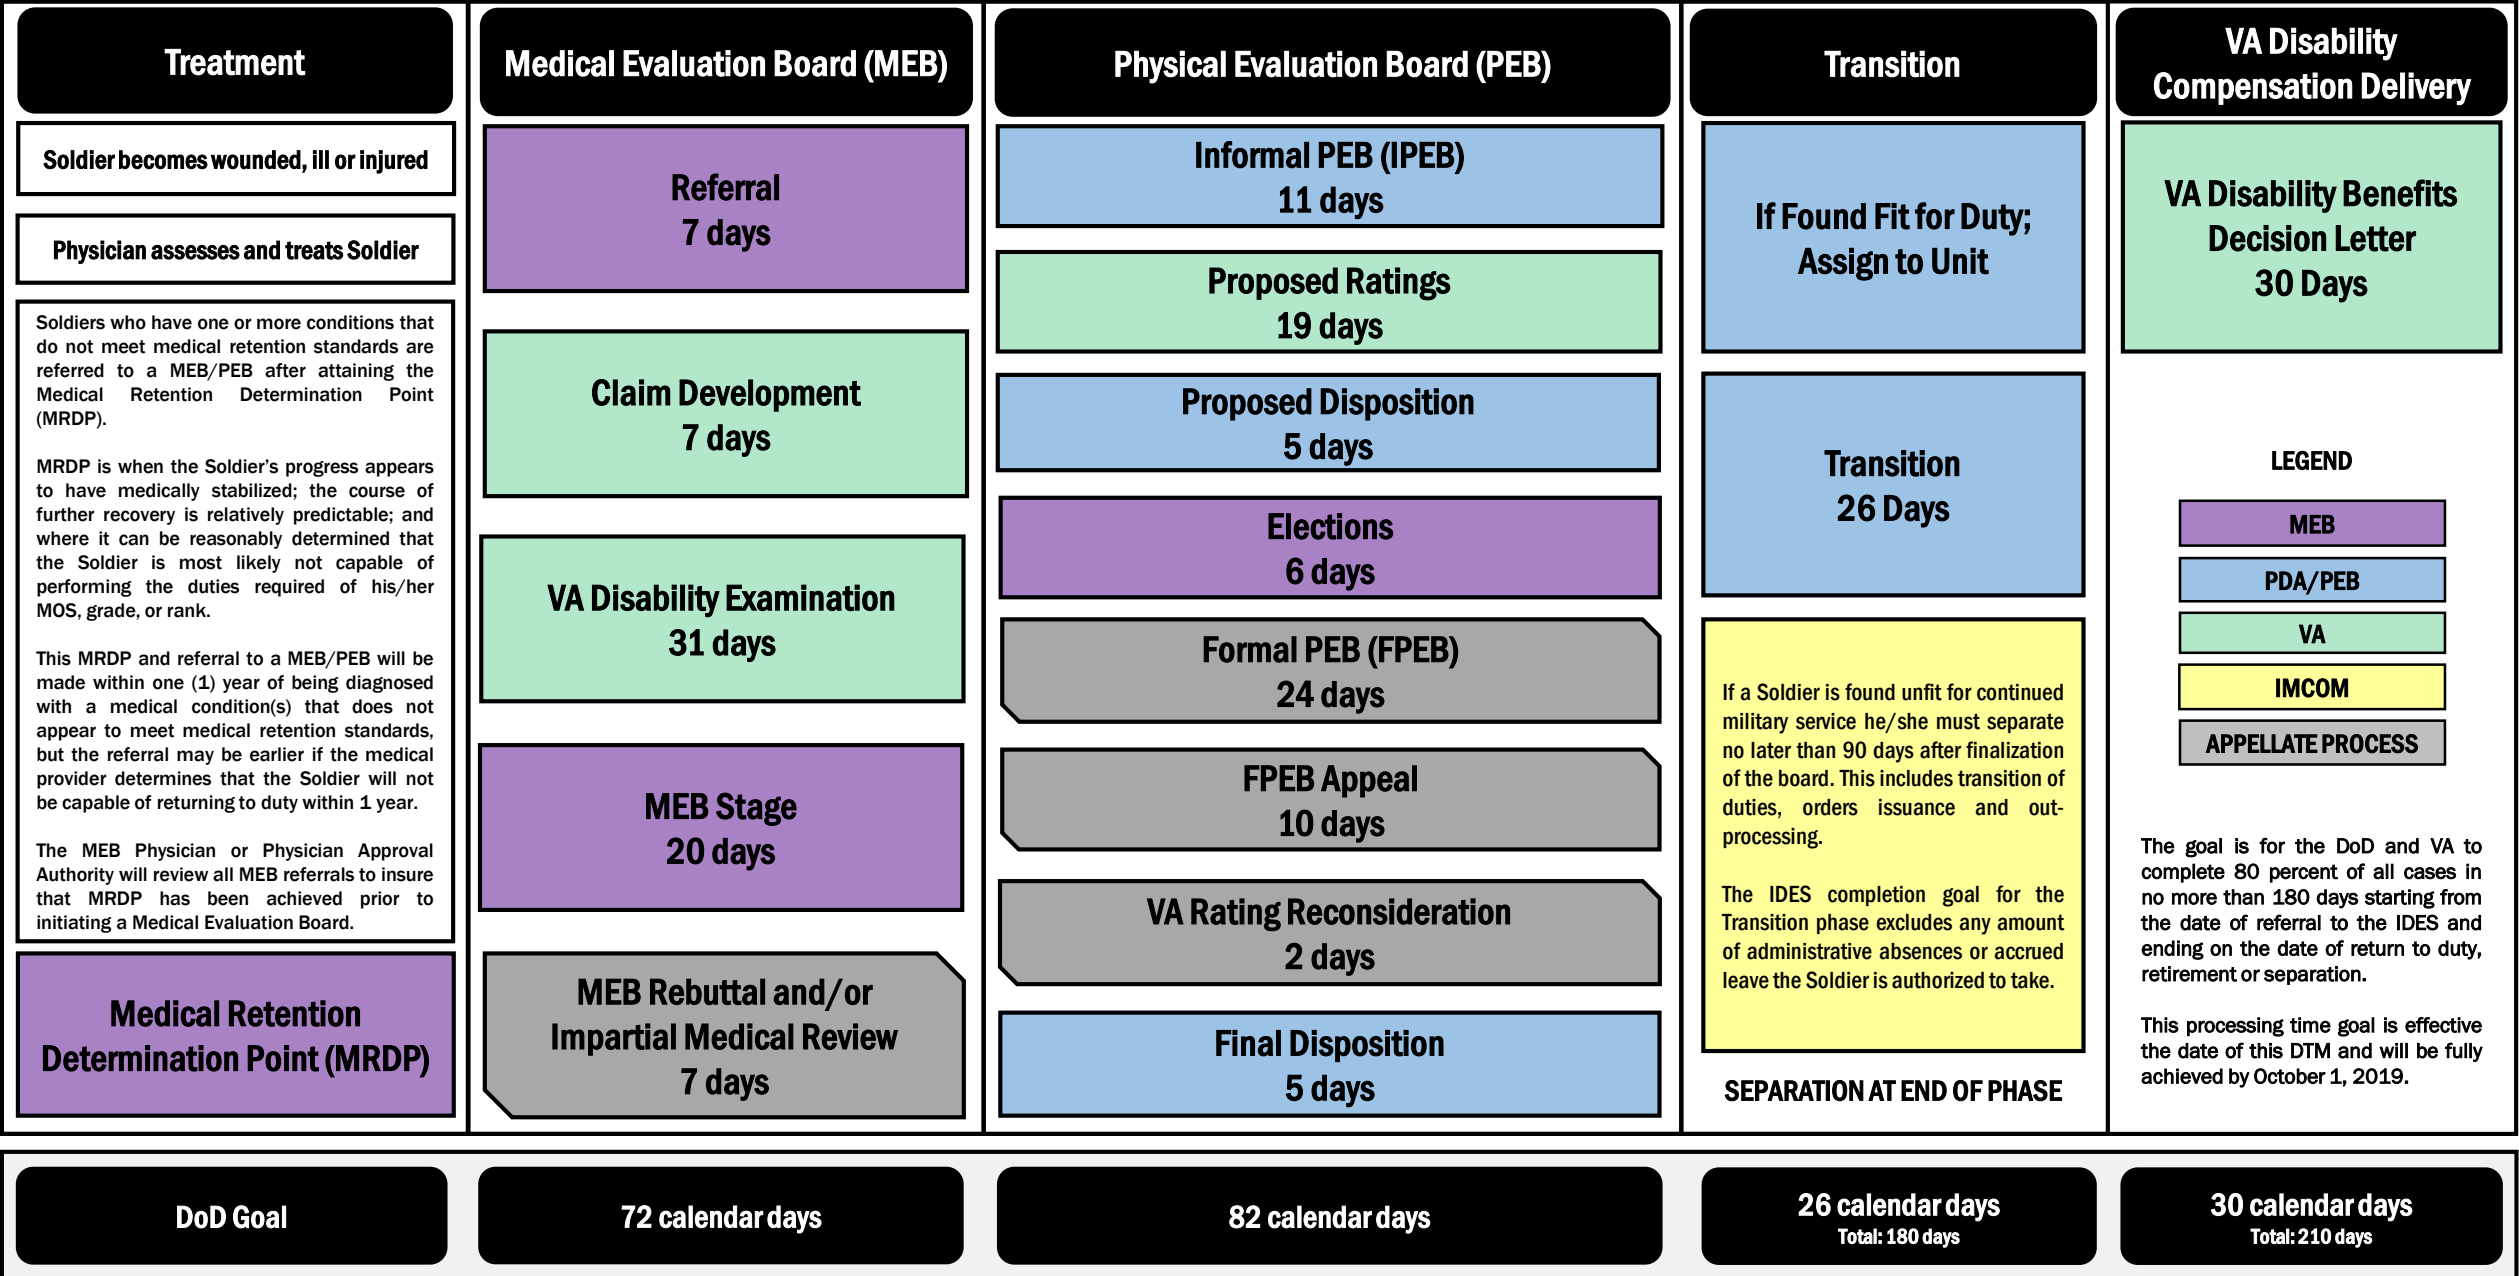 Treatment
Soldier becomes wounded, ill or injured
Physician assesses and treats Soldier
Soldiers who have one or more conditions that
do not meet medical retention standards are
referred to a MEB/PEB after attaining the
Medical Retention Determination Point
(MRDP).
MRDP is when the Soldier's progress appears
to have medically stabilized; the course of
further recovery is relatively predictable; and
where it can be reasonably determined that
the Soldier is most likely not capable of
performing the duties required of his/her
MOS, grade, or rank.
This MRDP and referral to a MEB/PEB will be
made within one (1) year of being diagnosed
with a medical condition(s) that does not
appear to meet medical retention standards,
but the referral may be earlier if the medical
provider determines that the Soldier will not
be capable of returning to duty within 1 year.
The MEB Physician or Physician Approval
Authority will review all MEB referrals to insure
that MRDP has been achieved prior to
initiating a Medical Evaluation Board.
Medical Retention
Determination Point (MRDP)
Medical Evaluation Board (MEB)
Referral
7 days
Claim Development
7 days
VA Disability Examination
31 days
MEB Stage
20 days
MEB Rebuttal and/or
Impartial Medical Review
7 days
Physical Evaluation Board (PEB)
Informal PEB (IPEB)
11 days
Proposed Ratings
19 days
Proposed Disposition
5 days
Elections
6 days
Formal PEB (FPEB)
24 days
FPEB Appeal
10 days
VA Rating Reconsideration
2 days
Final Disposition
5 days
Transition
If Found Fit for Duty;
Assign to Unit
Transition
26 Days
If a Soldier is found unfit for continued
military service he/she must separate
no later than 90 days after finalization
of the board. This includes transition of
duties, orders issuance and out-
processing.
The IDES completion goal for the
Transition phase excludes any amount
of administrative absences or accrued
leave the Soldier is authorized to take.
SEPARATION AT END OF PHASE
VA Disability
Compensation Delivery
VA Disability Benefits
Decision Letter
30 Days
LEGEND
MEB
PDA/PEB
VA
IMCOM
APPELLATE PROCESS
The goal is for the DoD and VA to
complete 80 percent of all cases in
no more than 180 days starting from
the date of referral to the IDES and
ending on the date of return to duty,
retirement or separation.
This processing time goal is effective
the date of this DTM and will be fully
achieved by October 1, 2019.
DoD Goal
72 calendar days
82 calendar days
26 calendar days
Total: 180 days
30 calendar days
Total: 210 days